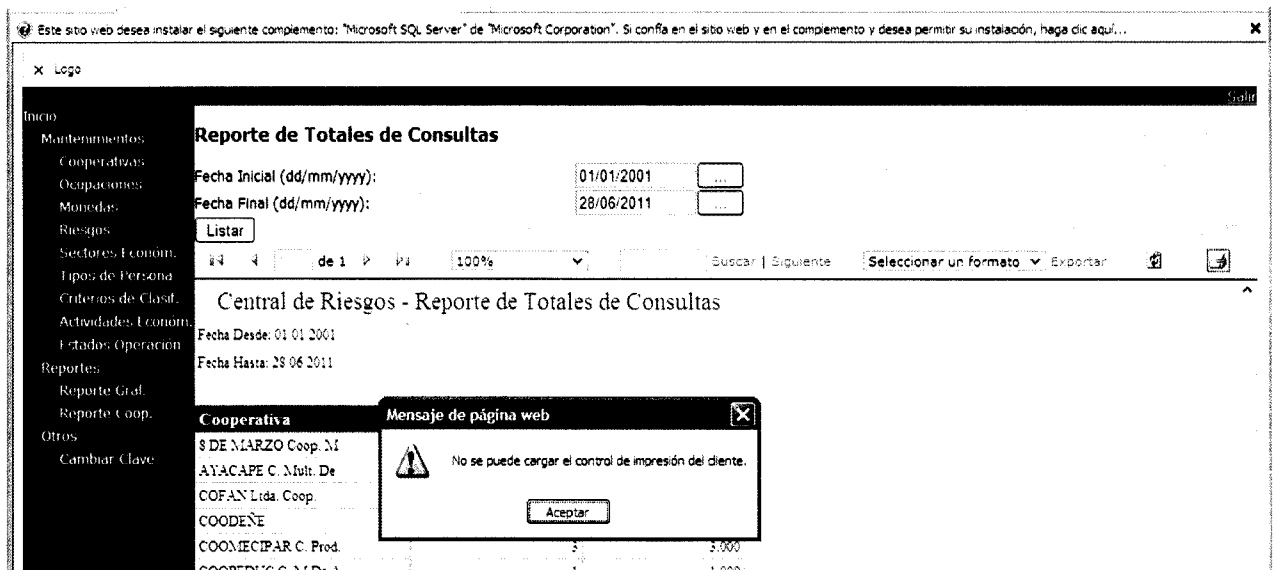 Este sitio web desea instalar el siguiente complemento: "Microsoft SQL Server" de "Microsoft Corporation". Si confía en el sitio web y en el complemento y desea permitir su instalación, haga clic aquí...
Logo
Salir
Inicio
Mantenimientos
Cooperativas
Ocupaciones
Monedas
Riesgos
Sectores Económ.
Tipos de Persona
Criterios de Clasif.
Actividades Económ.
Estados Operación
Reportes
Reporte Graf.
Reporte Coop.
Otros
Cambiar Clave
Reporte de Totales de Consultas
Fecha Inicial (dd/mm/yyyy): 01/01/2001 ...
Fecha Final (dd/mm/yyyy): 28/06/2011 ...
Listar
de 1 100% Buscar | Siguiente Seleccionar un formato Exportar
Central de Riesgos - Reporte de Totales de Consultas
Fecha Desde: 01 01 2001
Fecha Hasta: 28 06 2011
Cooperativa
8 DE MARZO Coop. M
AYACAPE C. Mult. De
COFAN Ltda. Coop.
COODEÑE
COOMECIPAR C. Prod. 3 3.000
Mensaje de página web
No se puede cargar el control de impresión del cliente.
Aceptar